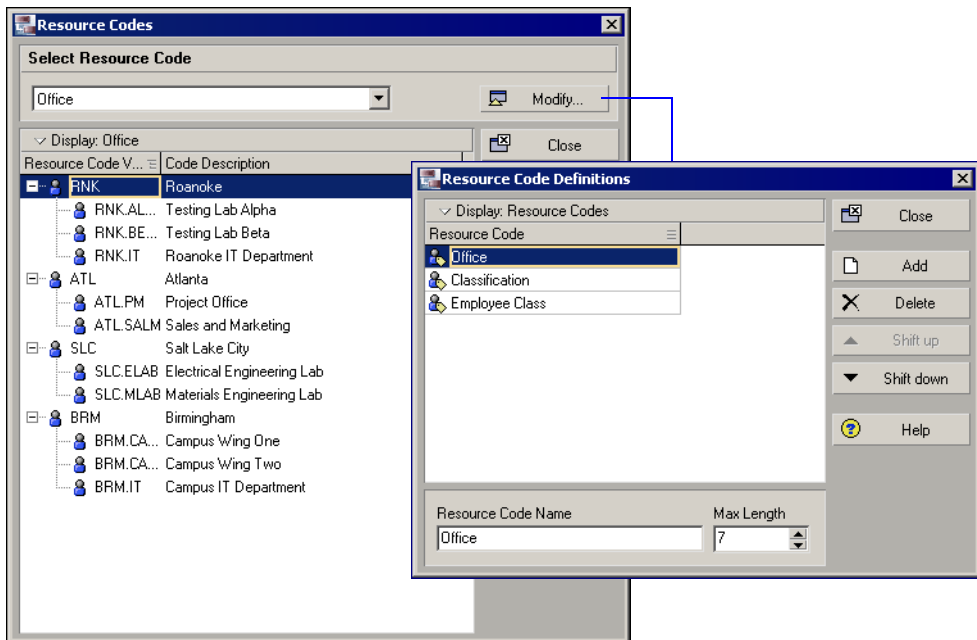 Resource Codes
Select Resource Code
Office
Modify...
Display: Office
Close
Resource Code V... Code Description
RNK Roanoke
RNK.AL... Testing Lab Alpha
RNK.BE... Testing Lab Beta
RNK.IT Roanoke IT Department
ATL Atlanta
ATL.PM Project Office
ATL.SALM Sales and Marketing
SLC Salt Lake City
SLC.ELAB Electrical Engineering Lab
SLC.MLAB Materials Engineering Lab
BRM Birmingham
BRM.CA... Campus Wing One
BRM.CA... Campus Wing Two
BRM.IT Campus IT Department
Resource Code Definitions
Display: Resource Codes
Resource Code
Office
Classification
Employee Class
Close
Add
Delete
Shift up
Shift down
Help
Resource Code Name Max Length
Office 7